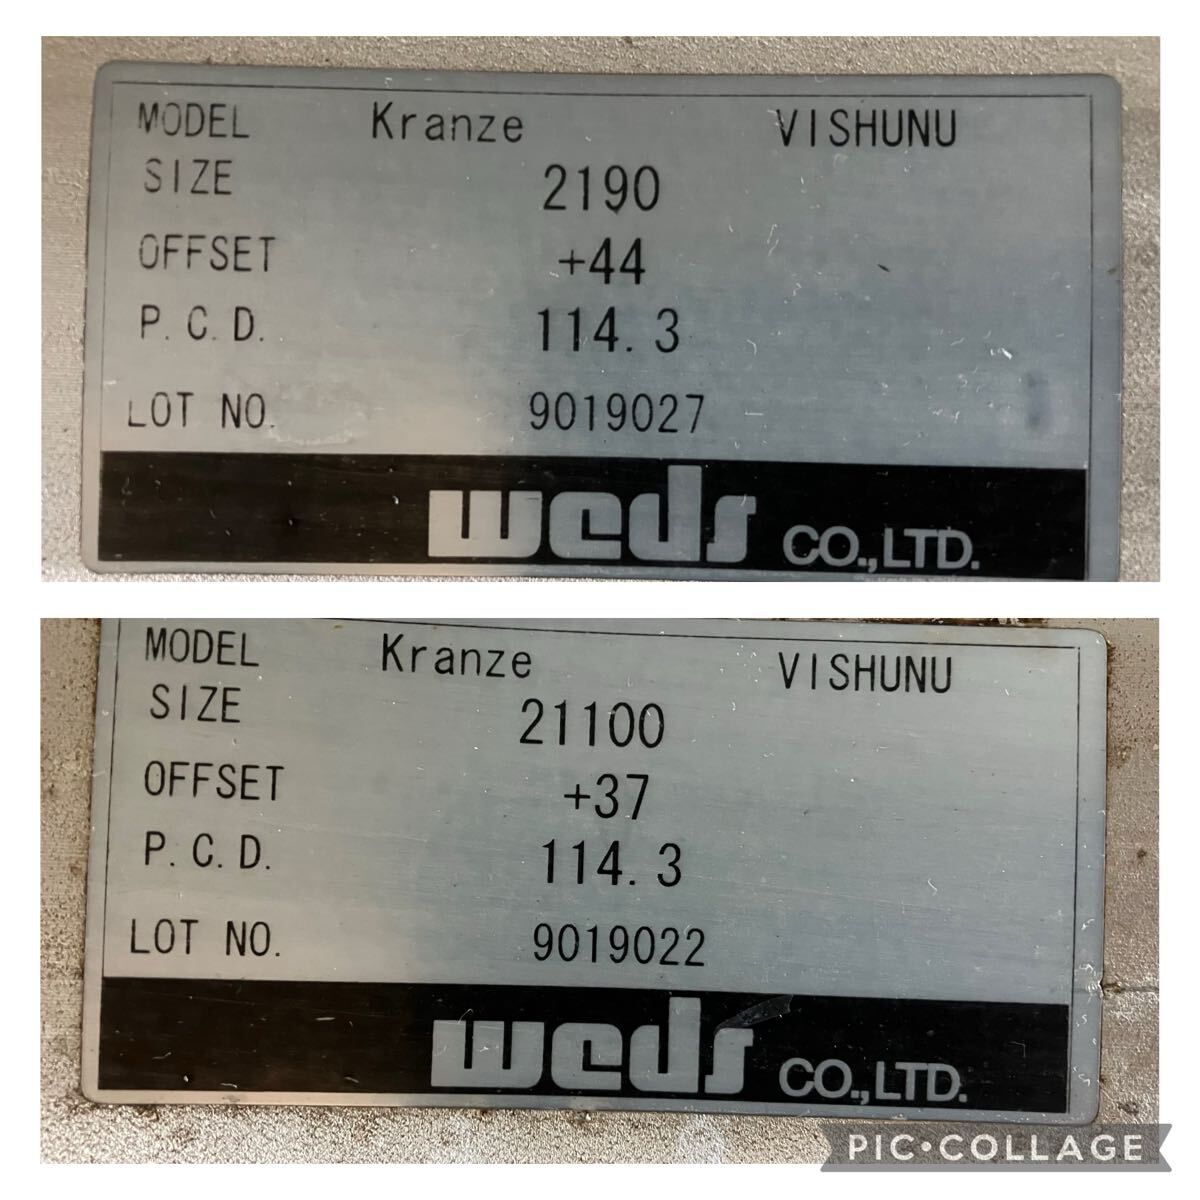 MODEL Kranze VISHUNU
SIZE 2190
OFFSET +44
P.C.D. 114.3
LOT NO. 9019027
weds CO.,LTD.
MODEL Kranze VISHUNU
SIZE 21100
OFFSET +37
P.C.D. 114.3
LOT NO. 9019022
weds CO.,LTD.
PIC•COLLAGE